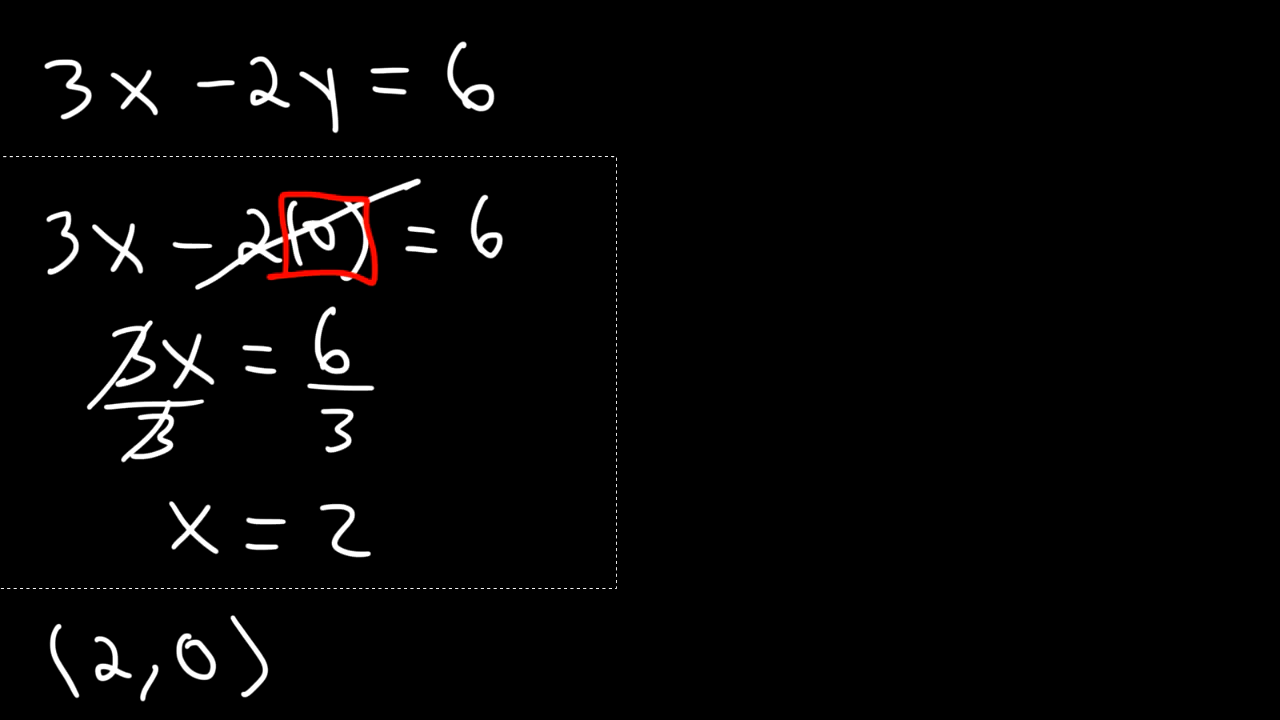 3x - 2y = 6
3x - 2(0) = 6
3x/3 = 6/3
x = 2
(2,0)